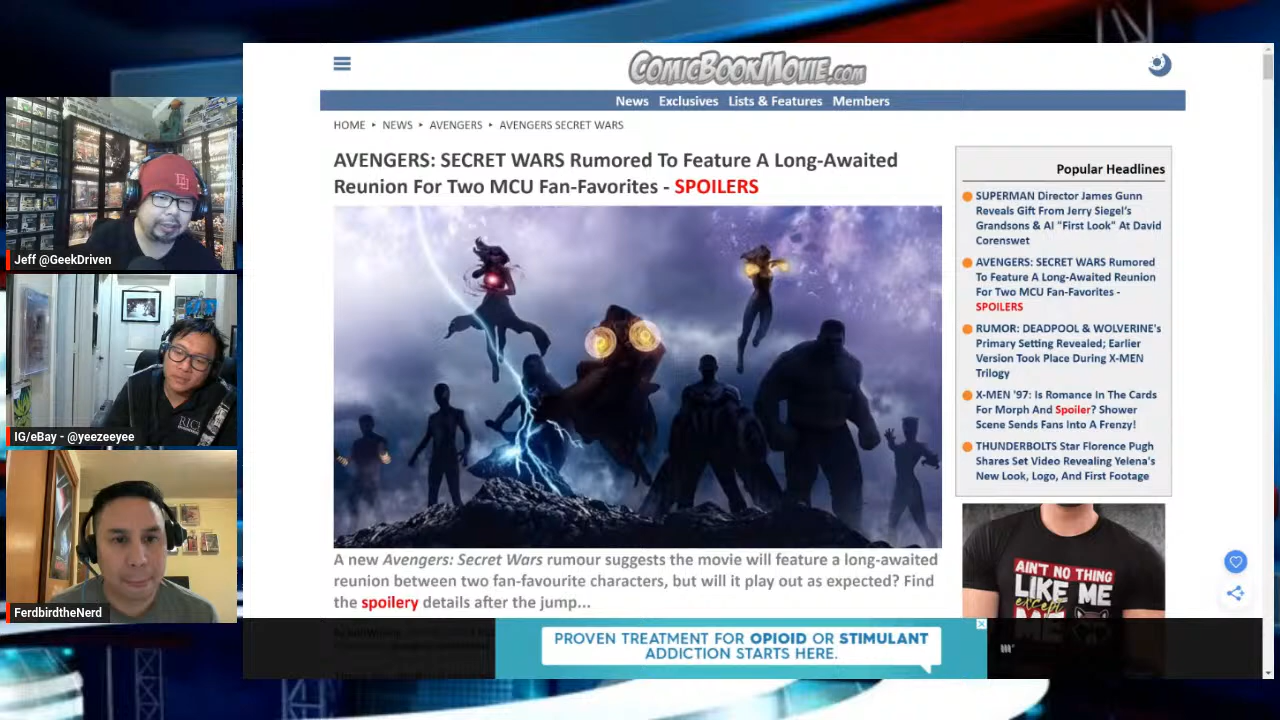 COMICBOOKMOVIE.com
News Exclusives Lists & Features Members
HOME ▸ NEWS ▸ AVENGERS ▸ AVENGERS SECRET WARS
AVENGERS: SECRET WARS Rumored To Feature A Long-Awaited
Reunion For Two MCU Fan-Favorites - SPOILERS
A new Avengers: Secret Wars rumour suggests the movie will feature a long-awaited
reunion between two fan-favourite characters, but will it play out as expected? Find
the spoilery details after the jump...
Popular Headlines
SUPERMAN Director James Gunn
Reveals Gift From Jerry Siegel's
Grandsons & AI "First Look" At David
Corenswet
AVENGERS: SECRET WARS Rumored
To Feature A Long-Awaited Reunion
For Two MCU Fan-Favorites -
SPOILERS
RUMOR: DEADPOOL & WOLVERINE's
Primary Setting Revealed; Earlier
Version Took Place During X-MEN
Trilogy
X-MEN '97: Is Romance In The Cards
For Morph And Spoiler? Shower
Scene Sends Fans Into A Frenzy!
THUNDERBOLTS Star Florence Pugh
Shares Set Video Revealing Yelena's
New Look, Logo, And First Footage
AIN'T NO THING
LIKE ME
except
ME
PROVEN TREATMENT FOR OPIOID OR STIMULANT
ADDICTION STARTS HERE.
Jeff @GeekDriven
IG/eBay - @yeezeeyee
FerdbirdtheNerd